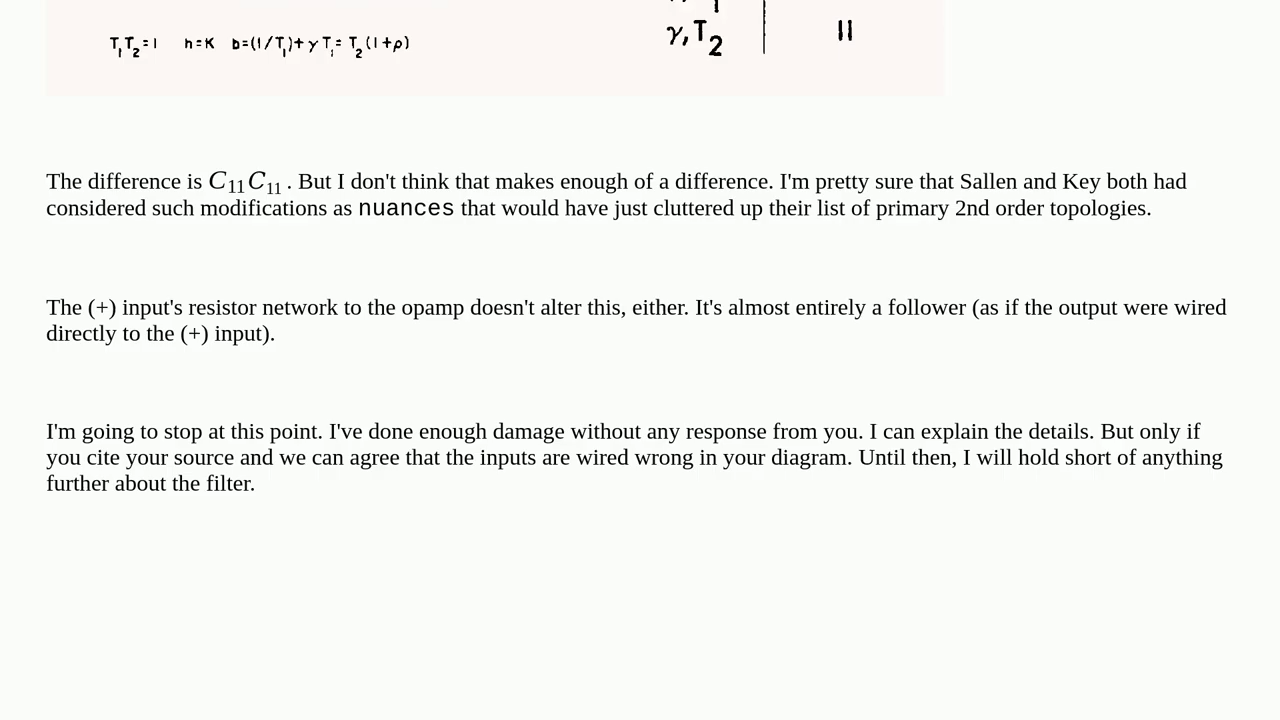 γ, T2 11
T1T2=1 h=K b=(1/T1)+γT1=T2(1+ρ)
The difference is C11C11. But I don't think that makes enough of a difference. I'm pretty sure that Sallen and Key both had
considered such modifications as nuances that would have just cluttered up their list of primary 2nd order topologies.
The (+) input's resistor network to the opamp doesn't alter this, either. It's almost entirely a follower (as if the output were wired
directly to the (+) input).
I'm going to stop at this point. I've done enough damage without any response from you. I can explain the details. But only if
you cite your source and we can agree that the inputs are wired wrong in your diagram. Until then, I will hold short of anything
further about the filter.